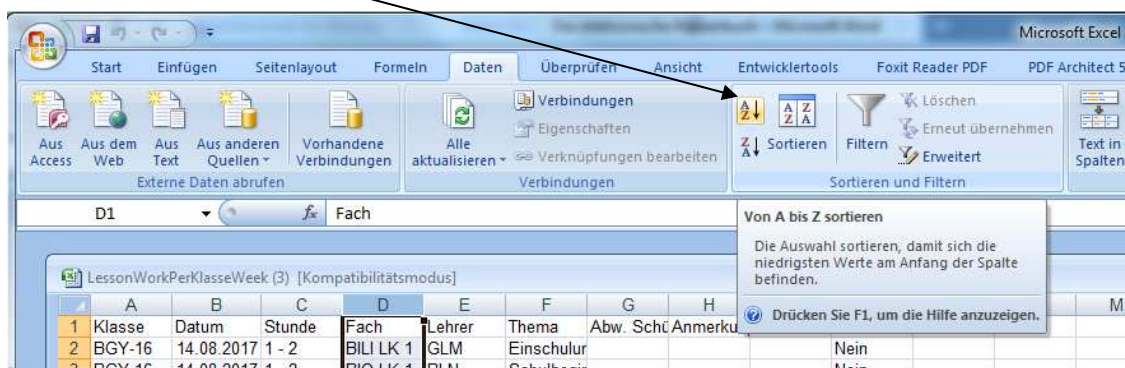 Microsoft Excel
Start Einfügen Seitenlayout Formeln Daten Überprüfen Ansicht Entwicklertools Foxit Reader PDF PDF Architect 5
Aus Access
Aus dem Web
Aus Text
Aus anderen Quellen
Vorhandene Verbindungen
Externe Daten abrufen
Alle aktualisieren
Verbindungen
Eigenschaften
Verknüpfungen bearbeiten
Verbindungen
Sortieren
Filtern
Löschen
Erneut übernehmen
Erweitert
Sortieren und Filtern
Text in Spalten
D1 fx Fach
Von A bis Z sortieren
Die Auswahl sortieren, damit sich die
niedrigsten Werte am Anfang der Spalte
befinden.
Drücken Sie F1, um die Hilfe anzuzeigen.
LessonWorkPerKlasseWeek (3) [Kompatibilitätsmodus]
A B C D E F G H M
1 Klasse Datum Stunde Fach Lehrer Thema Abw. Schü Anmerku
2 BGY-16 14.08.2017 1 - 2 BILI LK 1 GLM Einschulur Nein